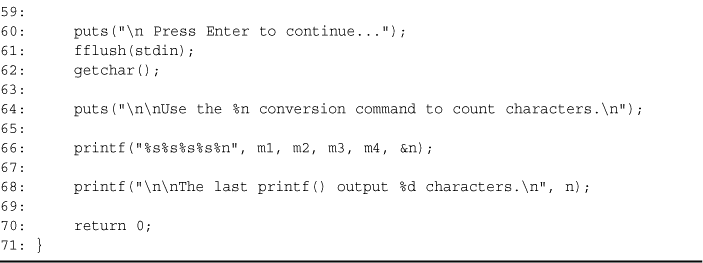 59:
60:     puts("\n Press Enter to continue...");
61:     fflush(stdin);
62:     getchar();
63:
64:     puts("\n\nUse the %n conversion command to count characters.\n");
65:
66:     printf("%s%s%s%s%n", m1, m2, m3, m4, &n);
67:
68:     printf("\n\nThe last printf() output %d characters.\n", n);
69:
70:     return 0;
71: }